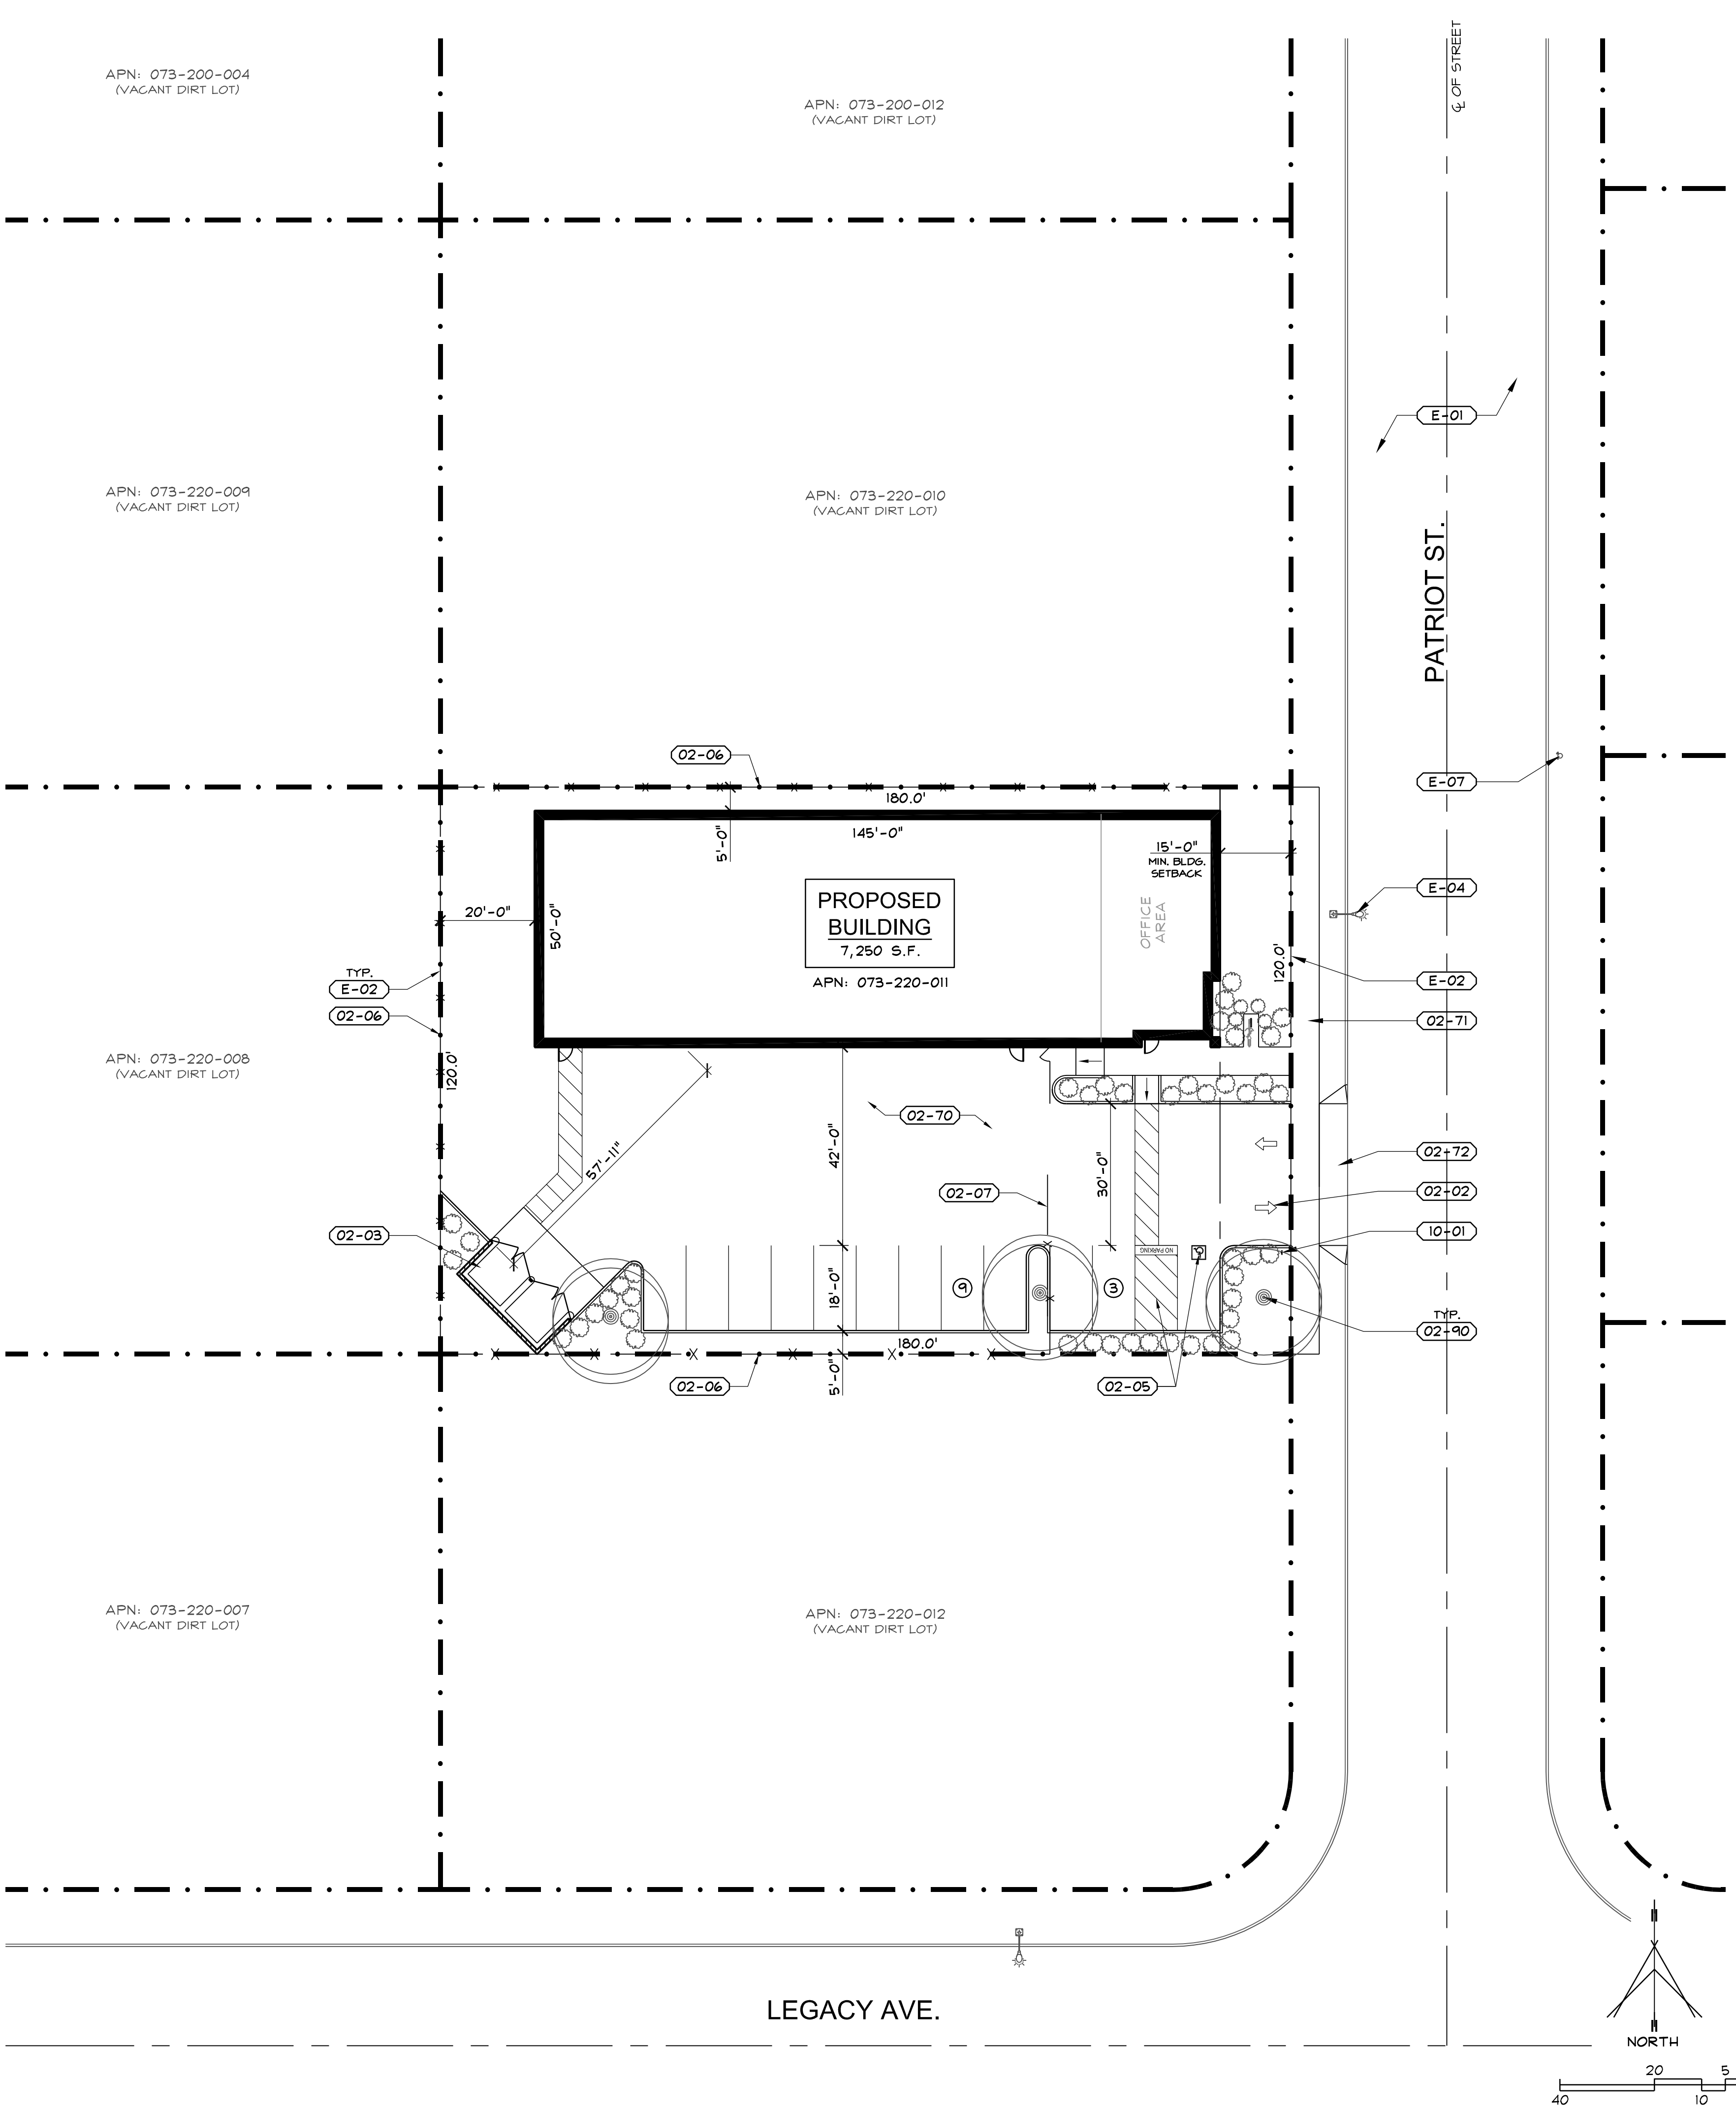 ℄ OF STREET
APN: 073-200-004
(VACANT DIRT LOT)
APN: 073-200-012
(VACANT DIRT LOT)
E-01
APN: 073-220-009
(VACANT DIRT LOT)
APN: 073-220-010
(VACANT DIRT LOT)
PATRIOT ST.
02-06
E-07
180.0'
145'-0"
5'-0"
15'-0"
MIN. BLDG.
SETBACK
E-04
20'-0"
50'-0"
PROPOSED
BUILDING
7,250 S.F.
APN: 073-220-011
OFFICE
AREA
120.0'
TYP.
E-02
E-02
02-06
02-71
APN: 073-220-008
(VACANT DIRT LOT)
120.0'
02-70
42'-0"
57'-11"
30'-0"
02-72
02-07
02-02
02-03
10-01
NO PARKING
18'-0"
9
3
TYP.
02-90
180.0'
5'-0"
02-06
02-05
APN: 073-220-007
(VACANT DIRT LOT)
APN: 073-220-012
(VACANT DIRT LOT)
LEGACY AVE.
NORTH
20
5
40
10